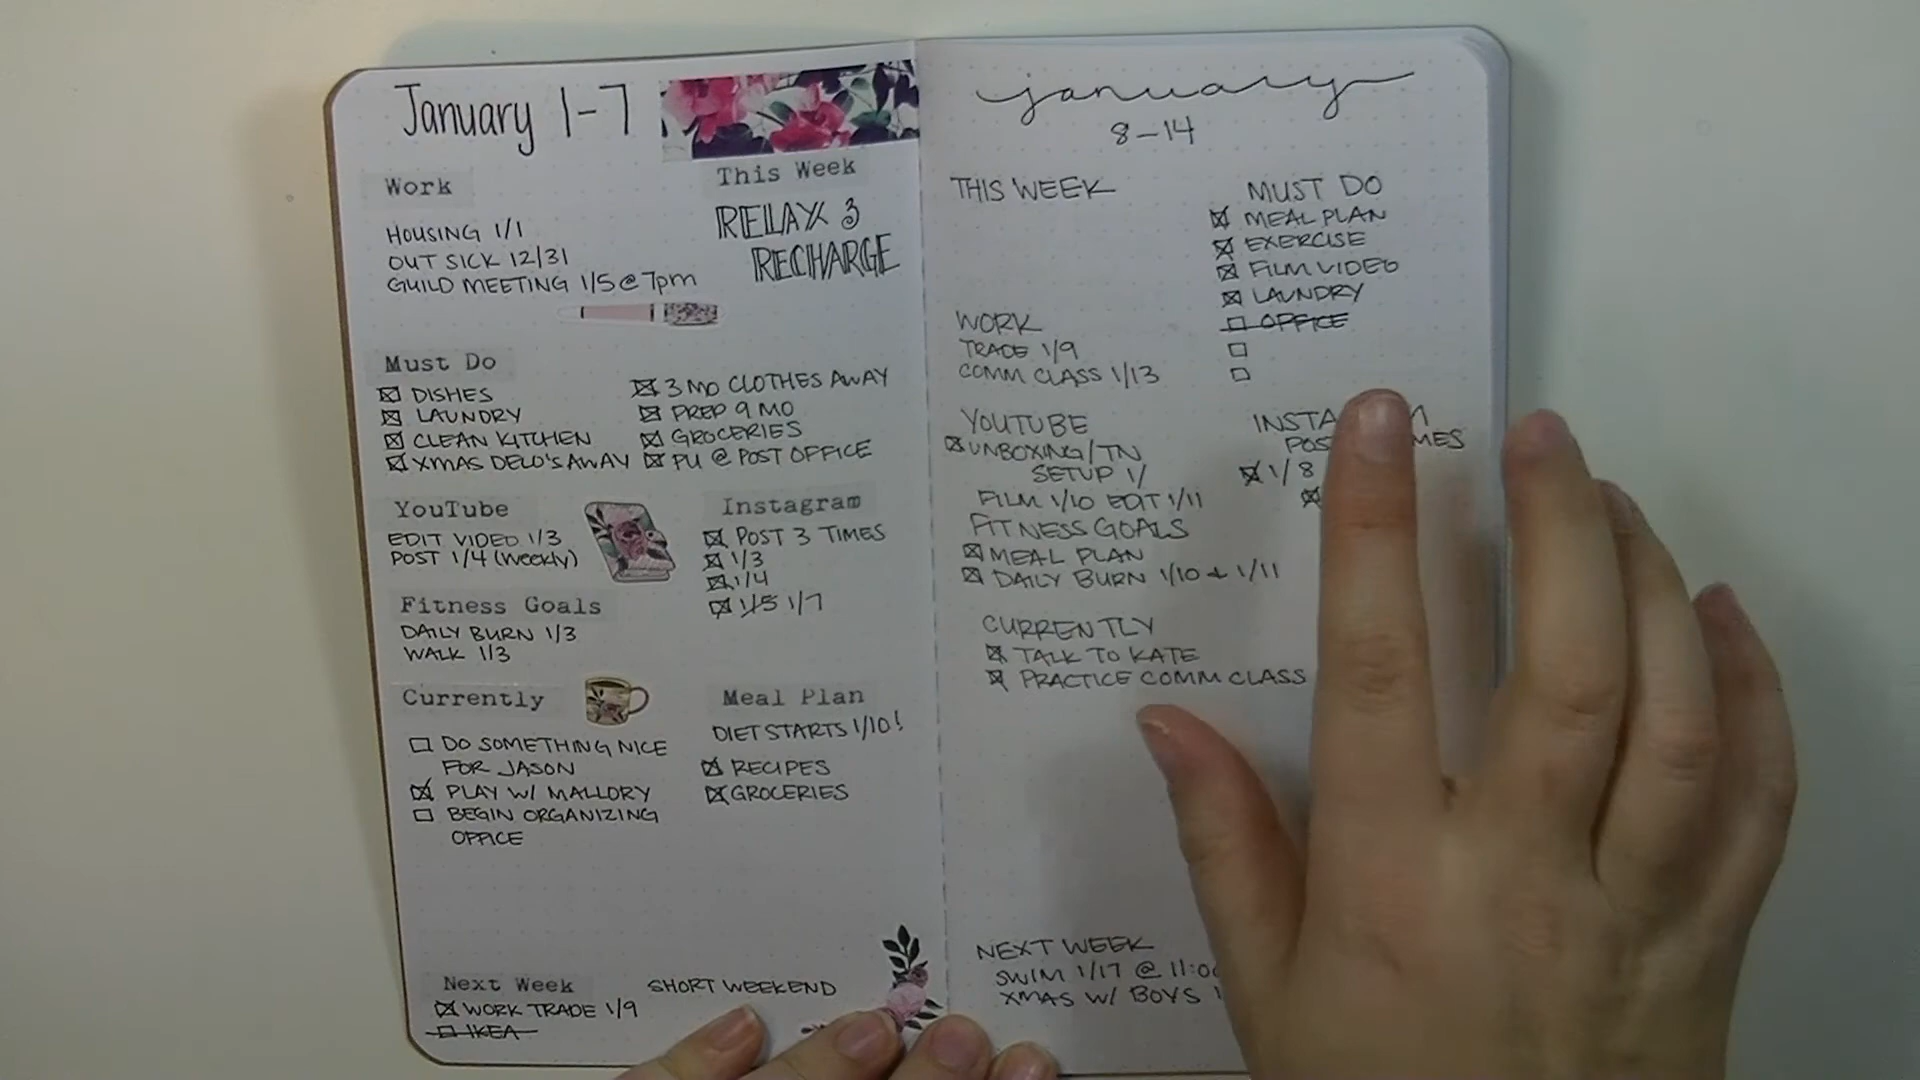 January 1-7
Work
HOUSING 1/1
OUT SICK 12/31
GUILD MEETING 1/5 @ 7pm
This Week
RELAX &
RECHARGE
Must Do
DISHES
LAUNDRY
CLEAN KITCHEN
XMAS DECO'S AWAY
3 MO CLOTHES AWAY
PREP 9 MO
GROCERIES
PU @ POST OFFICE
YouTube
EDIT VIDEO 1/3
POST 1/4 (Weekly)
Instagram
POST 3 TIMES
1/3
1/4
1/5 1/7
Fitness Goals
DAILY BURN 1/3
WALK 1/3
Currently
DO SOMETHING NICE
FOR JASON
PLAY W/ MALLORY
BEGIN ORGANIZING
OFFICE
Meal Plan
DIET STARTS 1/10!
RECIPES
GROCERIES
Next Week
WORK TRADE 1/9
IKEA
SHORT WEEKEND
january
8-14
THIS WEEK
MUST DO
MEAL PLAN
EXERCISE
FILM VIDEO
LAUNDRY
OFFICE
WORK
TRADE 1/9
COMM CLASS 1/13
YOUTUBE
UNBOXING/TN
SETUP 1/
FILM 1/10 EDIT 1/11
1/8
FITNESS GOALS
MEAL PLAN
DAILY BURN 1/10 + 1/11
CURRENTLY
TALK TO KATE
PRACTICE COMM CLASS
NEXT WEEK
SWIM 1/17 @
XMAS W/ BOYS